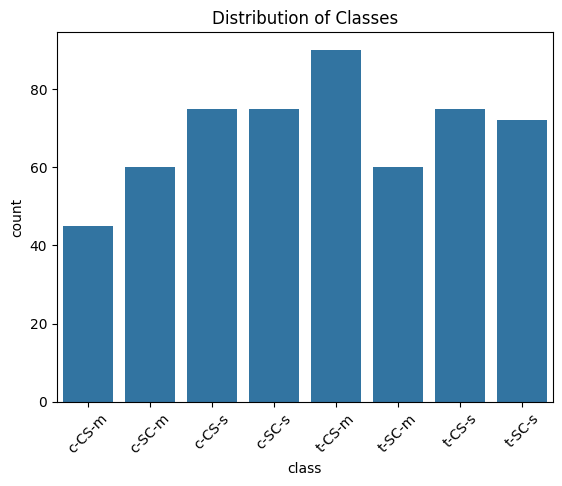 Distribution of Classes
count
80
60
40
20
0
c-CS-m
c-SC-m
c-CS-s
c-SC-s
t-CS-m
t-SC-m
t-CS-s
t-SC-s
class